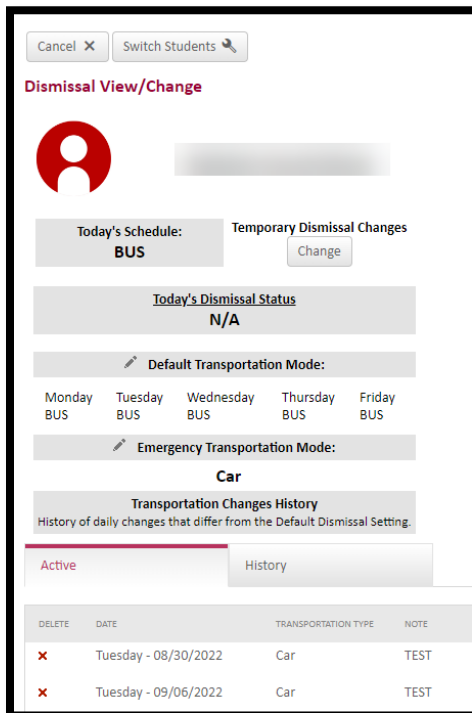 Cancel X Switch Students
Dismissal View/Change
Today's Schedule:
BUS
Temporary Dismissal Changes
Change
Today's Dismissal Status
N/A
Default Transportation Mode:
Monday Tuesday Wednesday Thursday Friday
BUS BUS BUS BUS BUS
Emergency Transportation Mode:
Car
Transportation Changes History
History of daily changes that differ from the Default Dismissal Setting.
Active History
DELETE DATE TRANSPORTATION TYPE NOTE
× Tuesday - 08/30/2022 Car TEST
× Tuesday - 09/06/2022 Car TEST